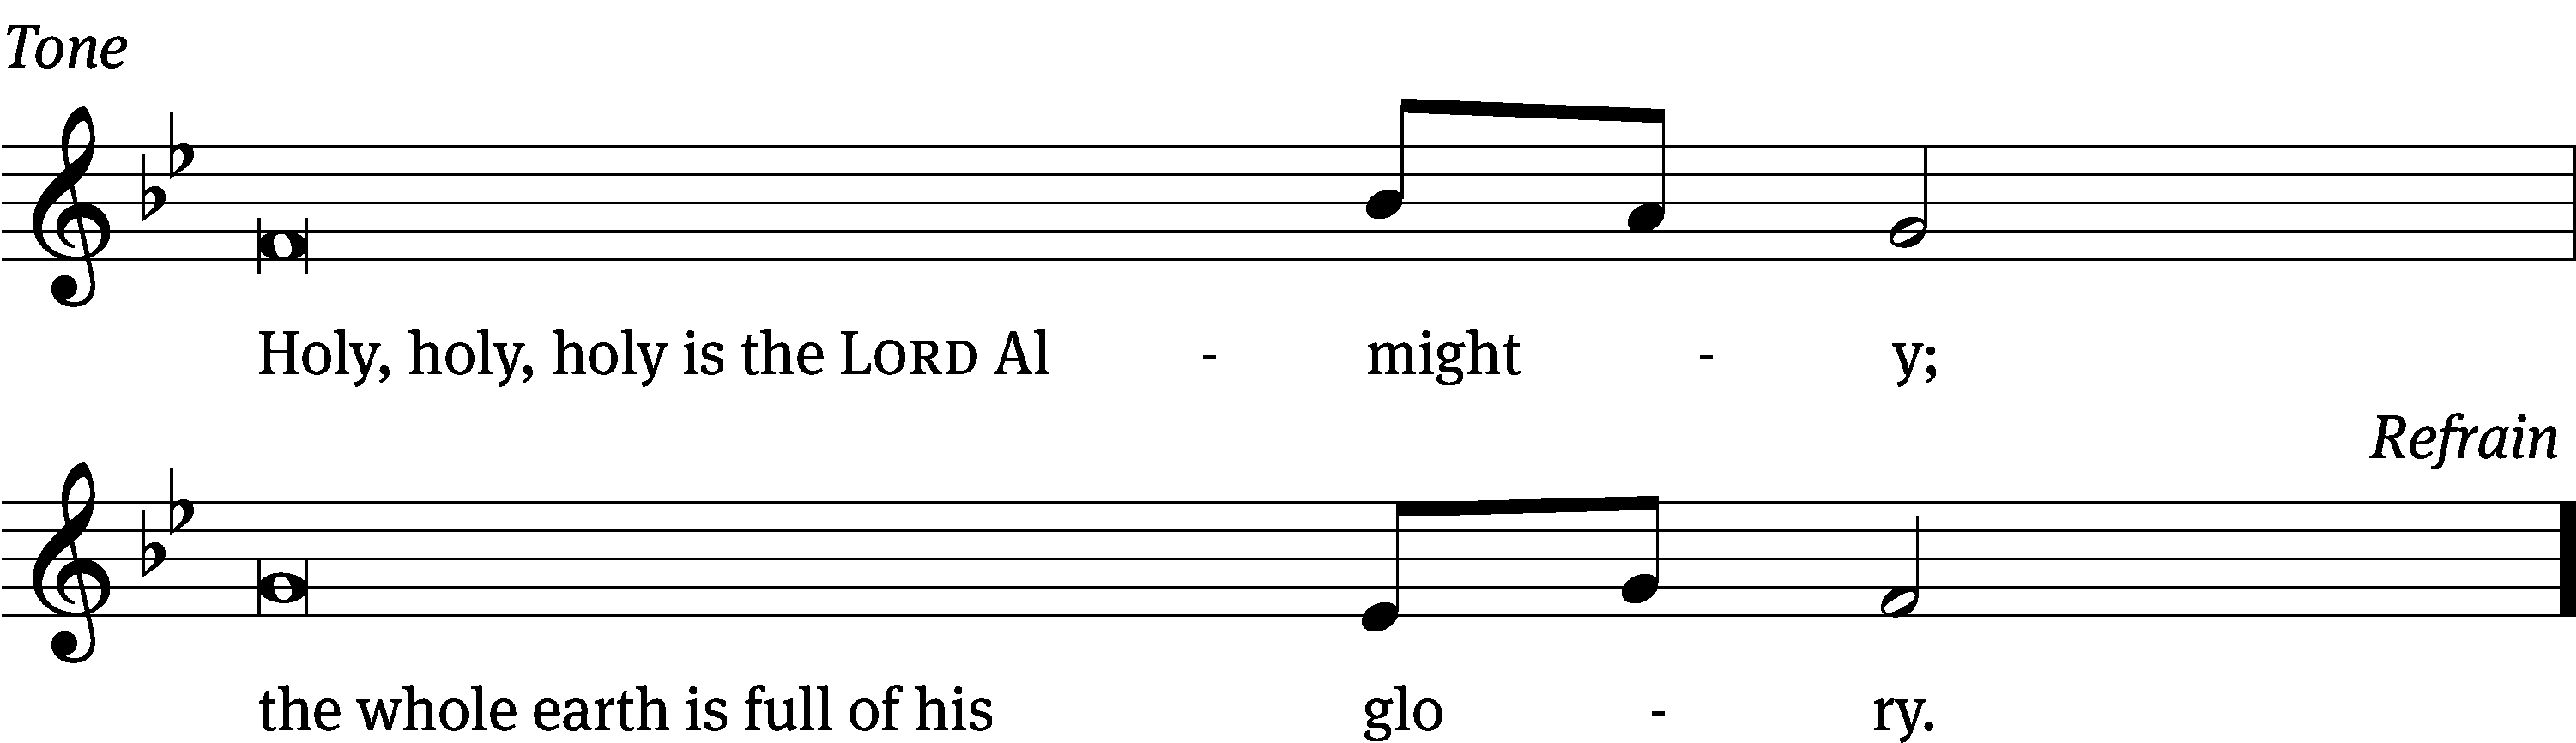 Tone
Holy, holy, holy is the LORD Al - might - y;
Refrain
the whole earth is full of his glo - ry.